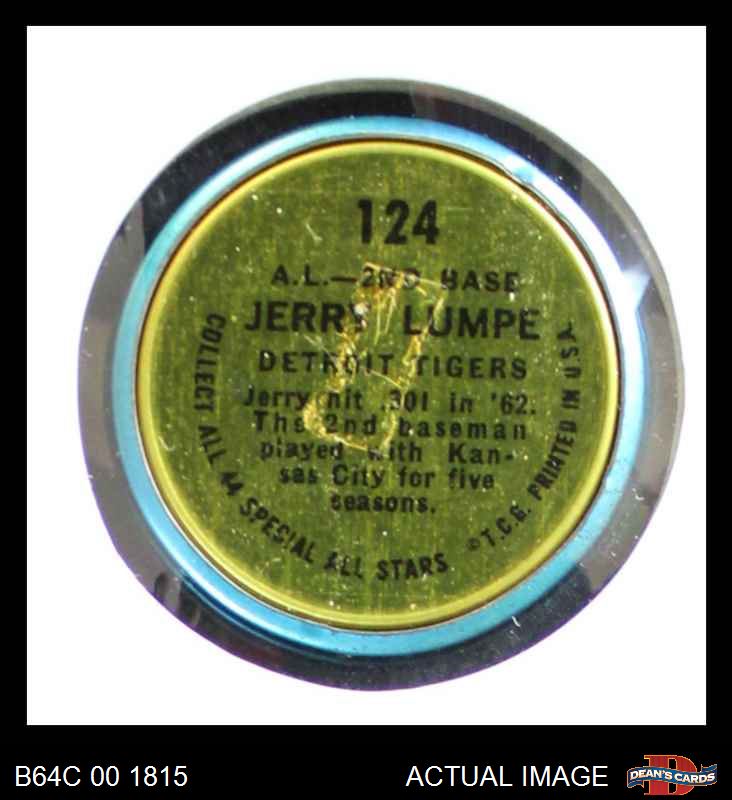 124
A.L.—2ND BASE
JERRY LUMPE
DETROIT TIGERS
Jerry hit .301 in '62.
The 2nd baseman
played with Kan-
sas City for five
seasons.
COLLECT ALL 44 SPECIAL ALL STARS
©T.C.G. PRINTED IN U.S.A.
B64C 00 1815
ACTUAL IMAGE
D
DEAN'S CARDS